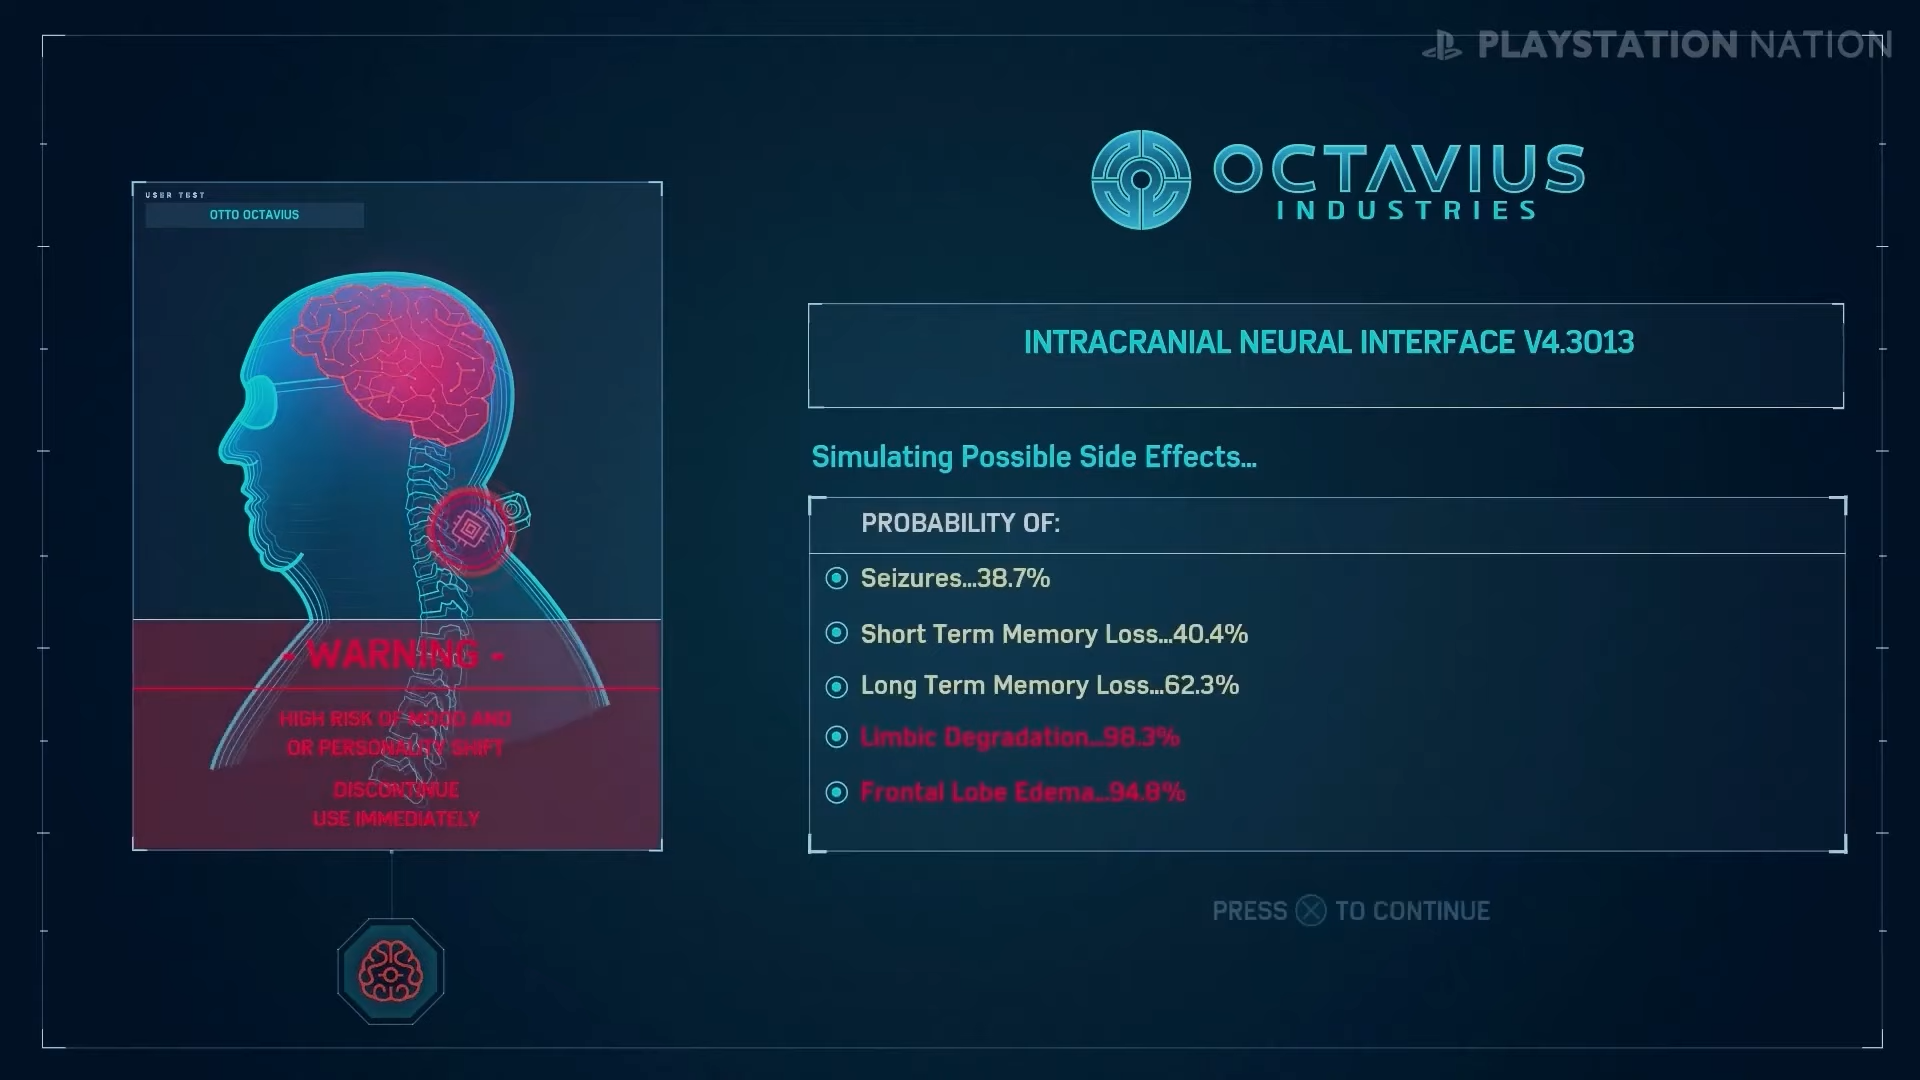 PLAYSTATION NATION
USER TEST
OTTO OCTAVIUS
- WARNING -
HIGH RISK OF MOOD AND
OR PERSONALITY SHIFT
DISCONTINUE
USE IMMEDIATELY
OCTAVIUS
INDUSTRIES
INTRACRANIAL NEURAL INTERFACE V4.3013
Simulating Possible Side Effects...
PROBABILITY OF:
Seizures...38.7%
Short Term Memory Loss...40.4%
Long Term Memory Loss...62.3%
Limbic Degradation...98.3%
Frontal Lobe Edema...94.8%
PRESS X TO CONTINUE